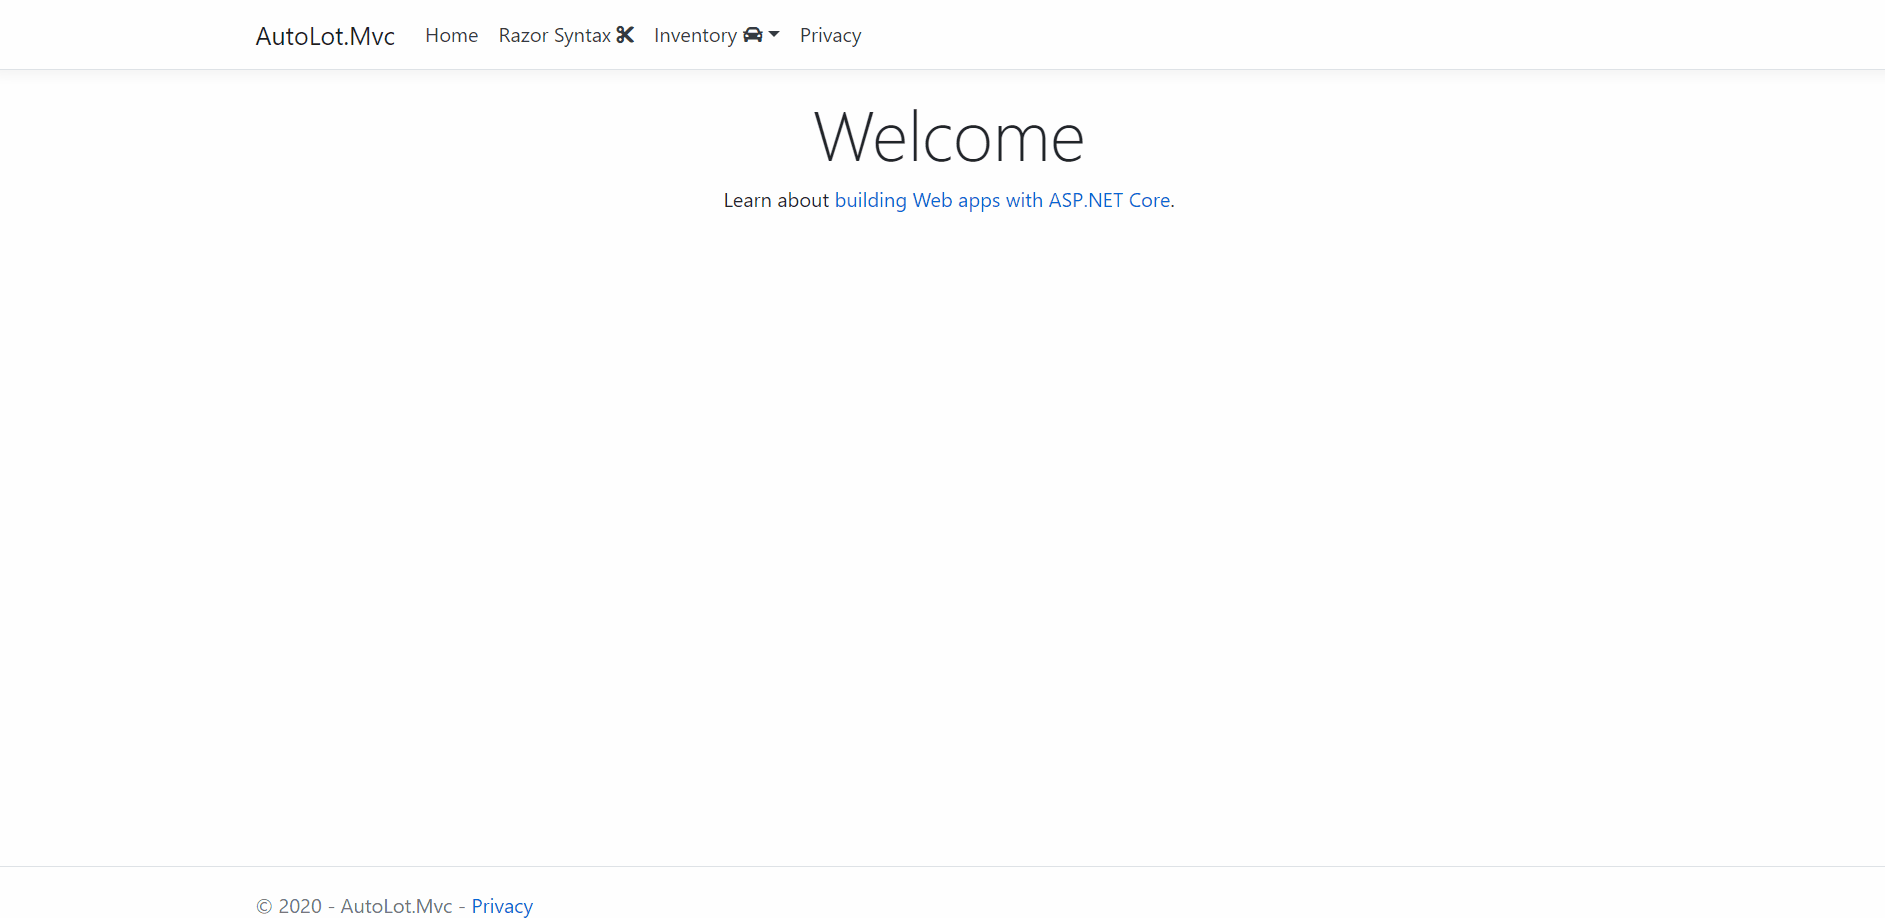 AutoLot.Mvc Home Razor Syntax Inventory Privacy
Welcome
Learn about building Web apps with ASP.NET Core.
© 2020 - AutoLot.Mvc - Privacy